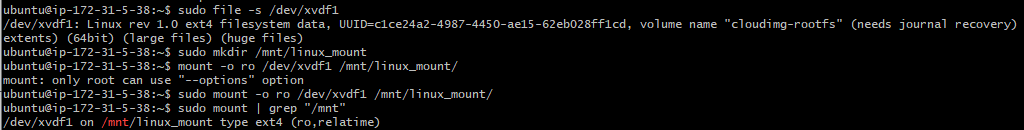 ubuntu@ip-172-31-5-38:~$ sudo file -s /dev/xvdf1
/dev/xvdf1: Linux rev 1.0 ext4 filesystem data, UUID=c1ce24a2-4987-4450-ae15-62eb028ff1cd, volume name "cloudimg-rootfs" (needs journal recovery)
extents) (64bit) (large files) (huge files)
ubuntu@ip-172-31-5-38:~$ sudo mkdir /mnt/linux_mount
ubuntu@ip-172-31-5-38:~$ mount -o ro /dev/xvdf1 /mnt/linux_mount/
mount: only root can use "--options" option
ubuntu@ip-172-31-5-38:~$ sudo mount -o ro /dev/xvdf1 /mnt/linux_mount/
ubuntu@ip-172-31-5-38:~$ sudo mount | grep "/mnt"
/dev/xvdf1 on /mnt/linux_mount type ext4 (ro,relatime)